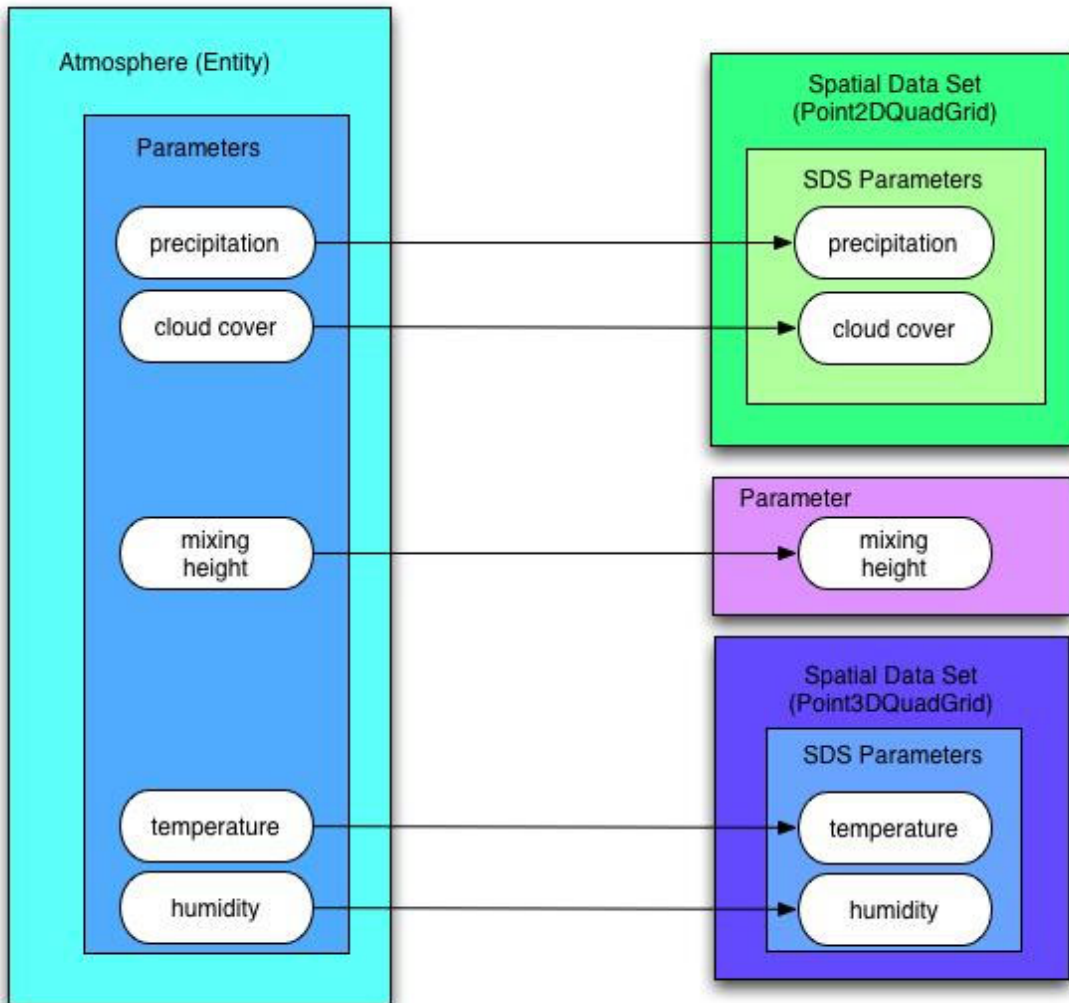 Atmosphere (Entity)
Parameters
precipitation
cloud cover
mixing
height
temperature
humidity
Spatial Data Set
(Point2DQuadGrid)
SDS Parameters
precipitation
cloud cover
Parameter
mixing
height
Spatial Data Set
(Point3DQuadGrid)
SDS Parameters
temperature
humidity